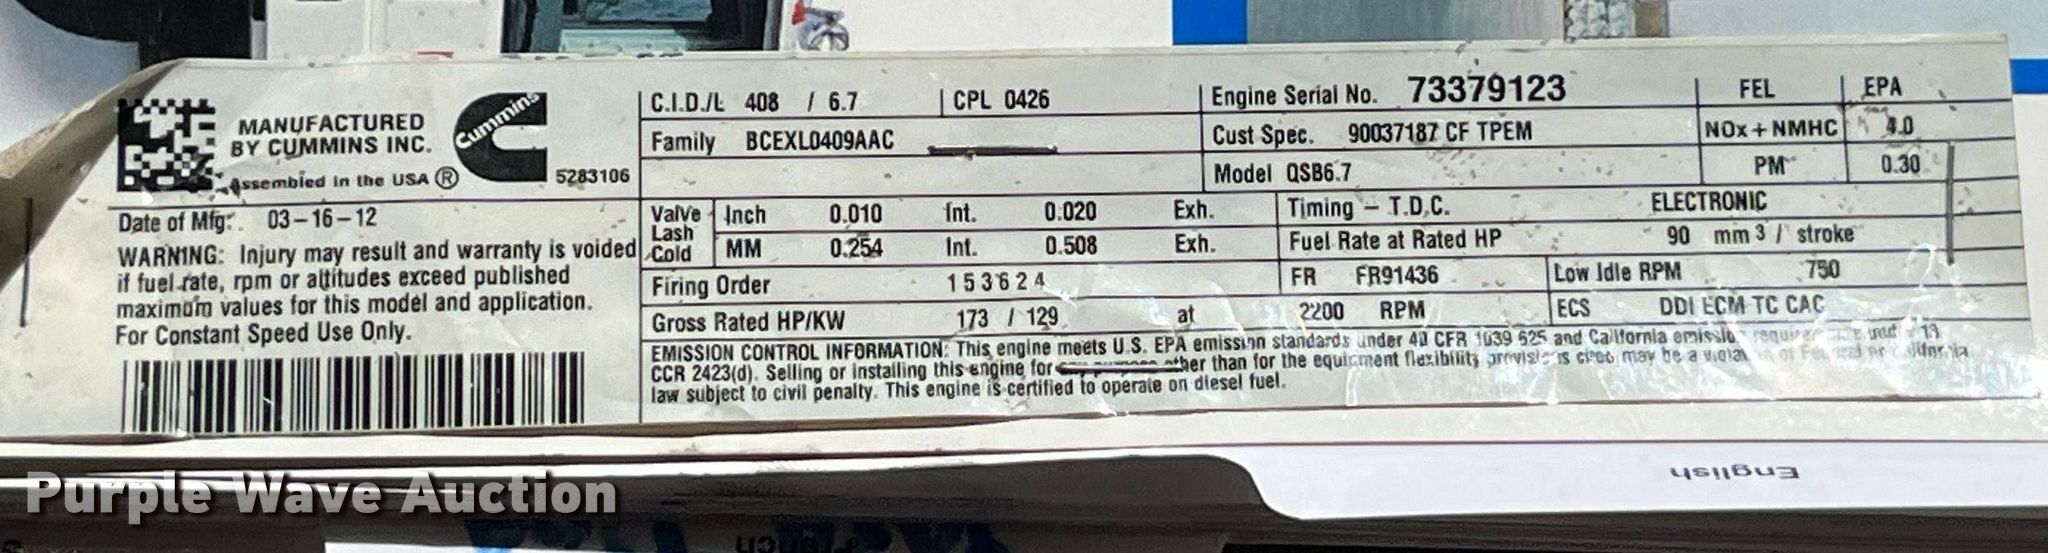 MANUFACTURED
BY CUMMINS INC.
Assembled in the USA ®
Cummins
5283106
Date of Mfg. 03-16-12
WARNING: Injury may result and warranty is voided
if fuel rate, rpm or altitudes exceed published
maximum values for this model and application.
For Constant Speed Use Only.
C.I.D./L 408 / 6.7 CPL 0426
Family BCEXL0409AAC
Engine Serial No. 73379123
Cust Spec. 90037187 CF TPEM
Model QSB6.7
FEL EPA
NOx+NMHC 4.0
PM 0.30
Valve Lash Cold
Inch 0.010 Int. 0.020 Exh.
MM 0.254 Int. 0.508 Exh.
Timing - T.D.C. ELECTRONIC
Fuel Rate at Rated HP 90 mm3 / stroke
Firing Order 153624
FR FR91436 Low Idle RPM 750
Gross Rated HP/KW 173 / 129 at 2200 RPM ECS DDI ECM TC CAC
EMISSION CONTROL INFORMATION: This engine meets U.S. EPA emission standards under 40 CFR 1039 625 and California and 13
CCR 2423(d). Selling or installing this engine for other than for the equipment flexibility provisions cited may be a
law subject to civil penalty. This engine is certified to operate on diesel fuel.
English
Purple Wave Auction